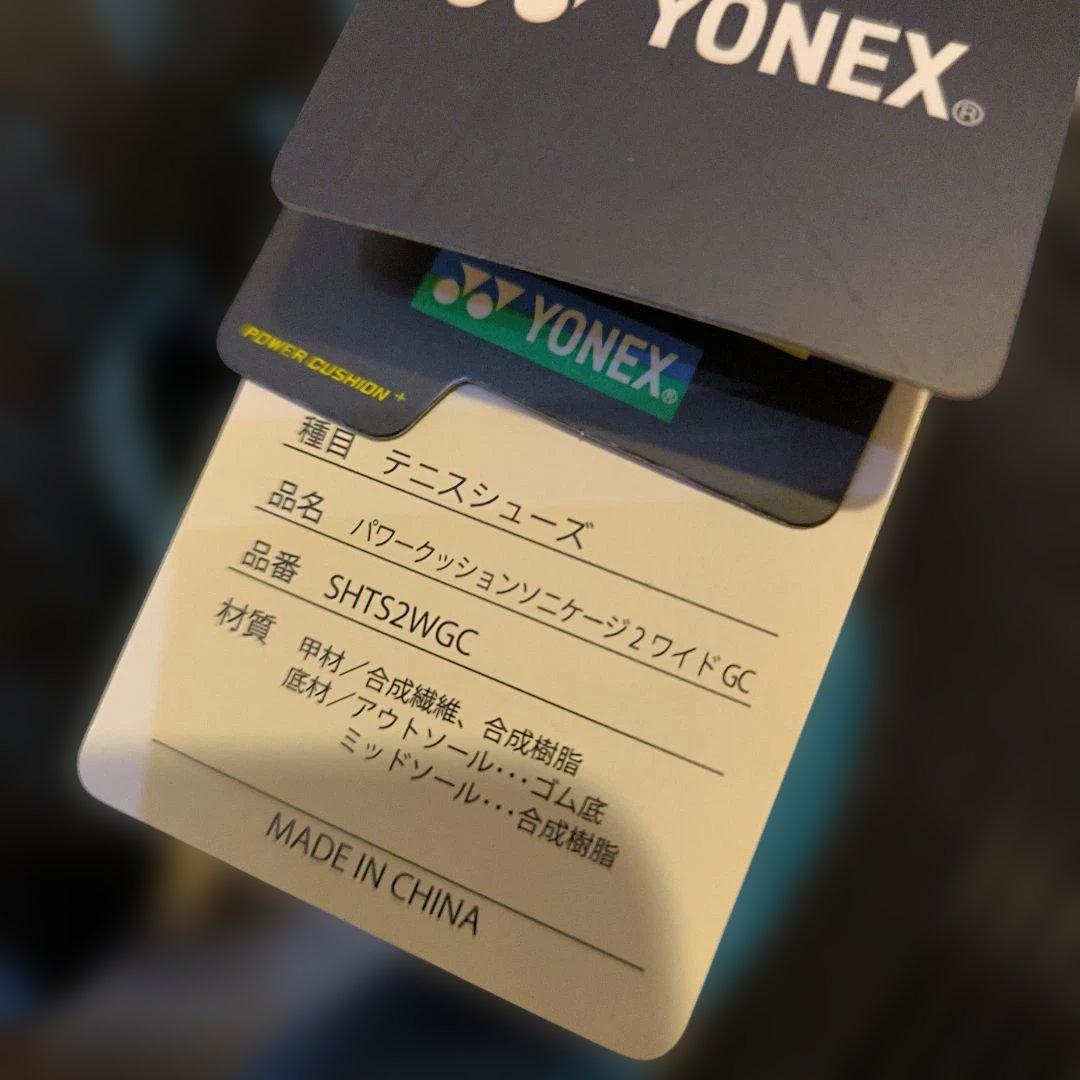 YONEX®
YONEX®
POWER CUSHION +
種目 テニスシューズ
品名 パワークッションソニケージ2ワイドGC
品番 SHTS2WGC
材質 甲材/合成繊維、合成樹脂
底材/アウトソール･･･ゴム底
ミッドソール･･･合成樹脂
MADE IN CHINA